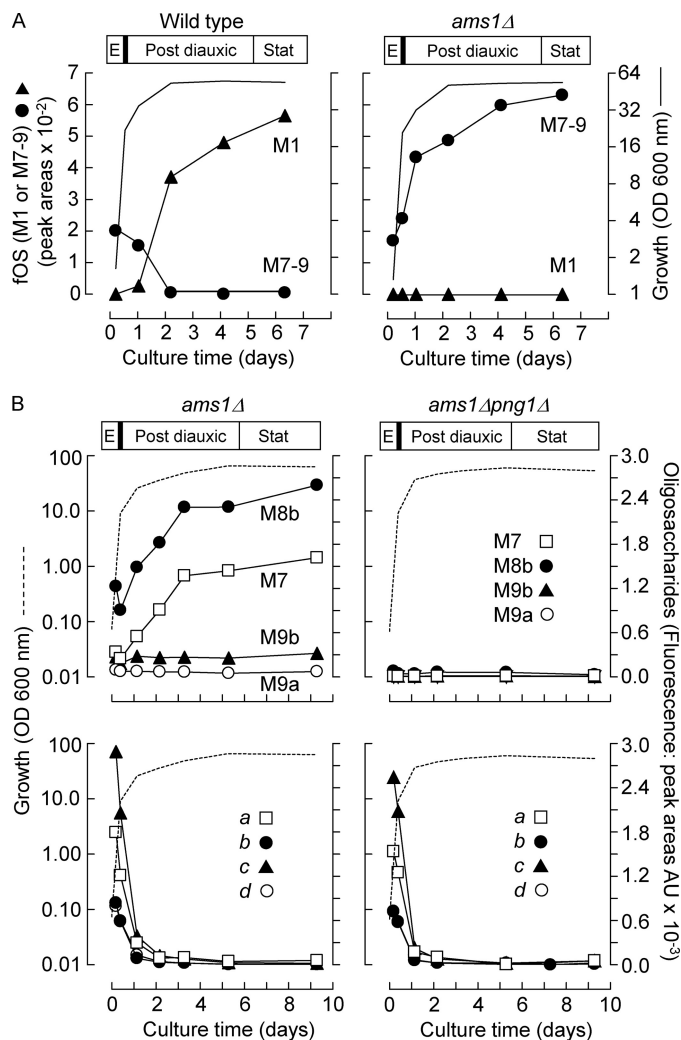 A
Wild type
ams1Δ
E Post diauxic Stat
E Post diauxic Stat
fOS (M1 or M7-9) ▲ ●
(peak areas x 10⁻²)
7
6
5
4
3
2
1
0
M1
M7-9
M7-9
M1
64
32
16
8
4
2
1
Growth (OD 600 nm)
0 1 2 3 4 5 6 7
0 1 2 3 4 5 6 7
Culture time (days)
Culture time (days)
B
ams1Δ
ams1Δpng1Δ
E Post diauxic Stat
E Post diauxic Stat
Growth (OD 600 nm)
100
10.0
1.00
0.10
0.01
M8b
M7
M9b
M9a
M7 □
M8b ●
M9b ▲
M9a ○
3.0
2.4
1.8
1.2
0.6
0.0
Oligosaccharides (Fluorescence: peak areas AU x 10⁻³)
100
10.0
1.00
0.10
0.01
a □
b ●
c ▲
d ○
a □
b ●
c ▲
d ○
3.0
2.4
1.8
1.2
0.6
0.0
0 2 4 6 8 10
0 2 4 6 8 10
Culture time (days)
Culture time (days)